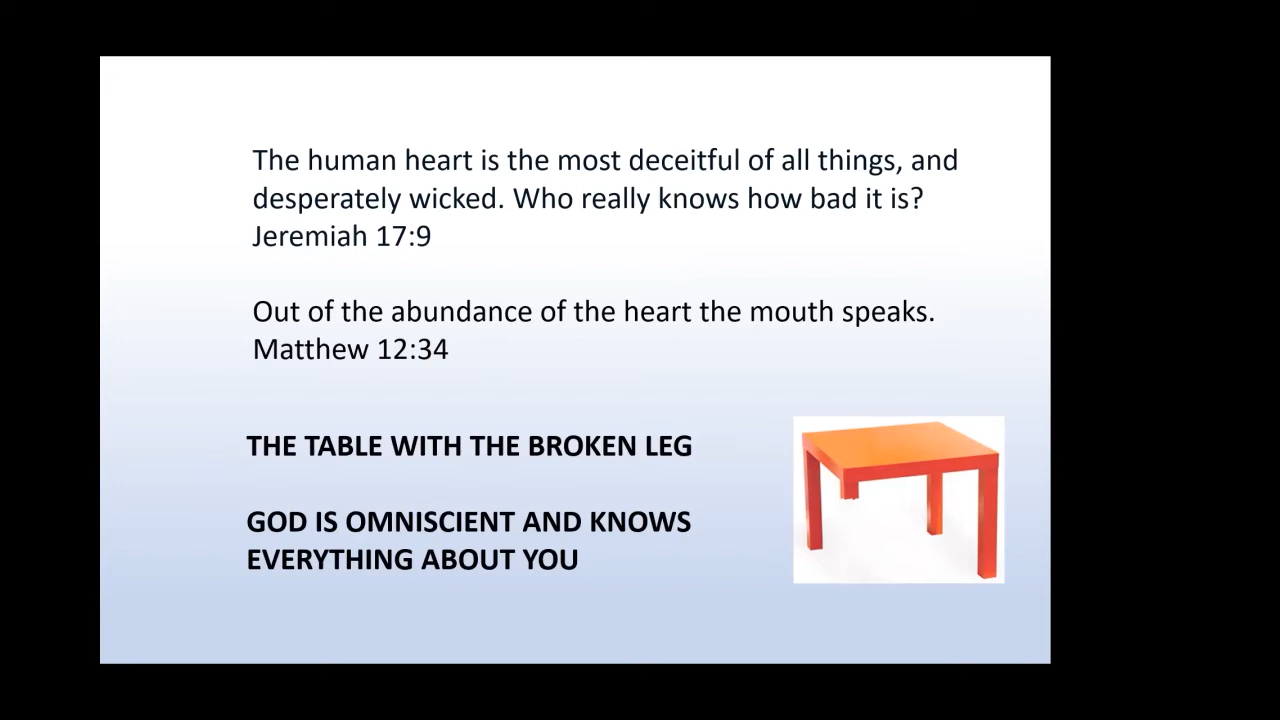 The human heart is the most deceitful of all things, and
desperately wicked. Who really knows how bad it is?
Jeremiah 17:9
Out of the abundance of the heart the mouth speaks.
Matthew 12:34
THE TABLE WITH THE BROKEN LEG
GOD IS OMNISCIENT AND KNOWS
EVERYTHING ABOUT YOU